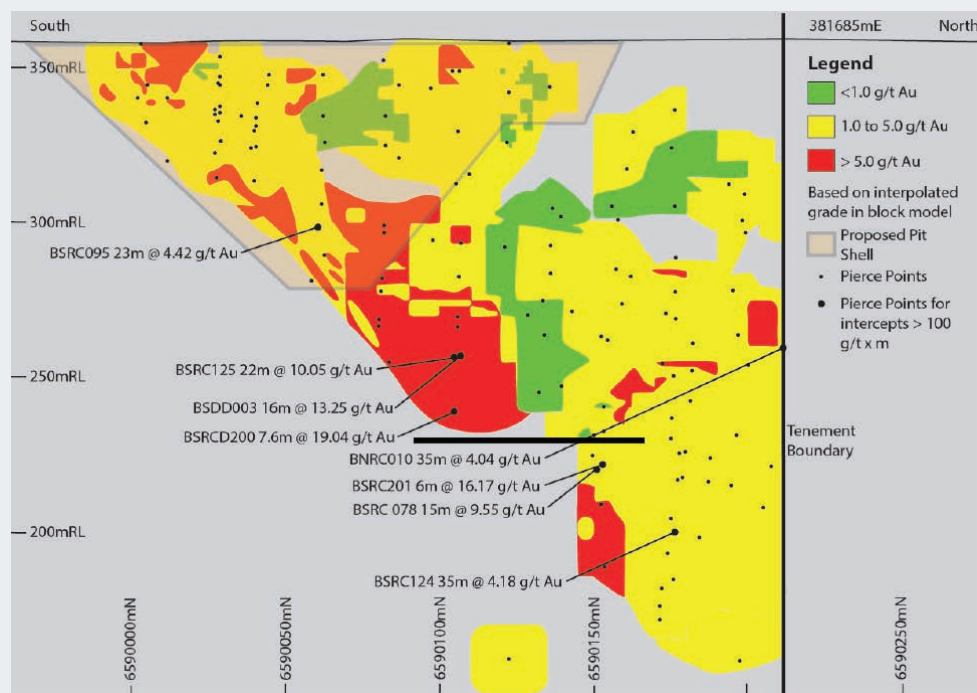 South
381685mE
North
350mRL
300mRL
250mRL
200mRL
Legend
<1.0 g/t Au
1.0 to 5.0 g/t Au
> 5.0 g/t Au
Based on interpolated
grade in block model
Proposed Pit
Shell
Pierce Points
Pierce Points for
intercepts > 100
g/t x m
BSRC095 23m @ 4.42 g/t Au
BSRC125 22m @ 10.05 g/t Au
BSDD003 16m @ 13.25 g/t Au
BSRCD200 7.6m @ 19.04 g/t Au
BNRC010 35m @ 4.04 g/t Au
BSRC201 6m @ 16.17 g/t Au
BSRC 078 15m @ 9.55 g/t Au
BSRC124 35m @ 4.18 g/t Au
Tenement
Boundary
6590000mN
6590050mN
6590100mN
6590150mN
6590250mN